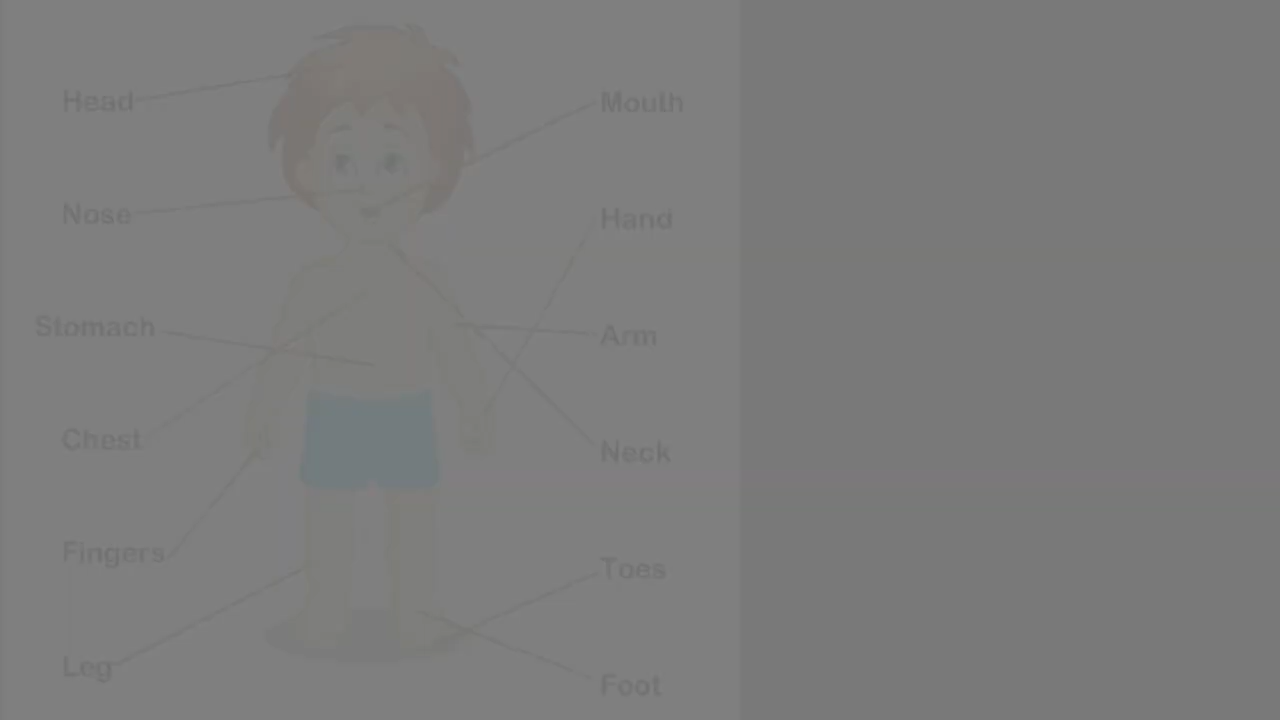 Head
Nose
Stomach
Chest
Fingers
Leg
Mouth
Hand
Arm
Neck
Toes
Foot